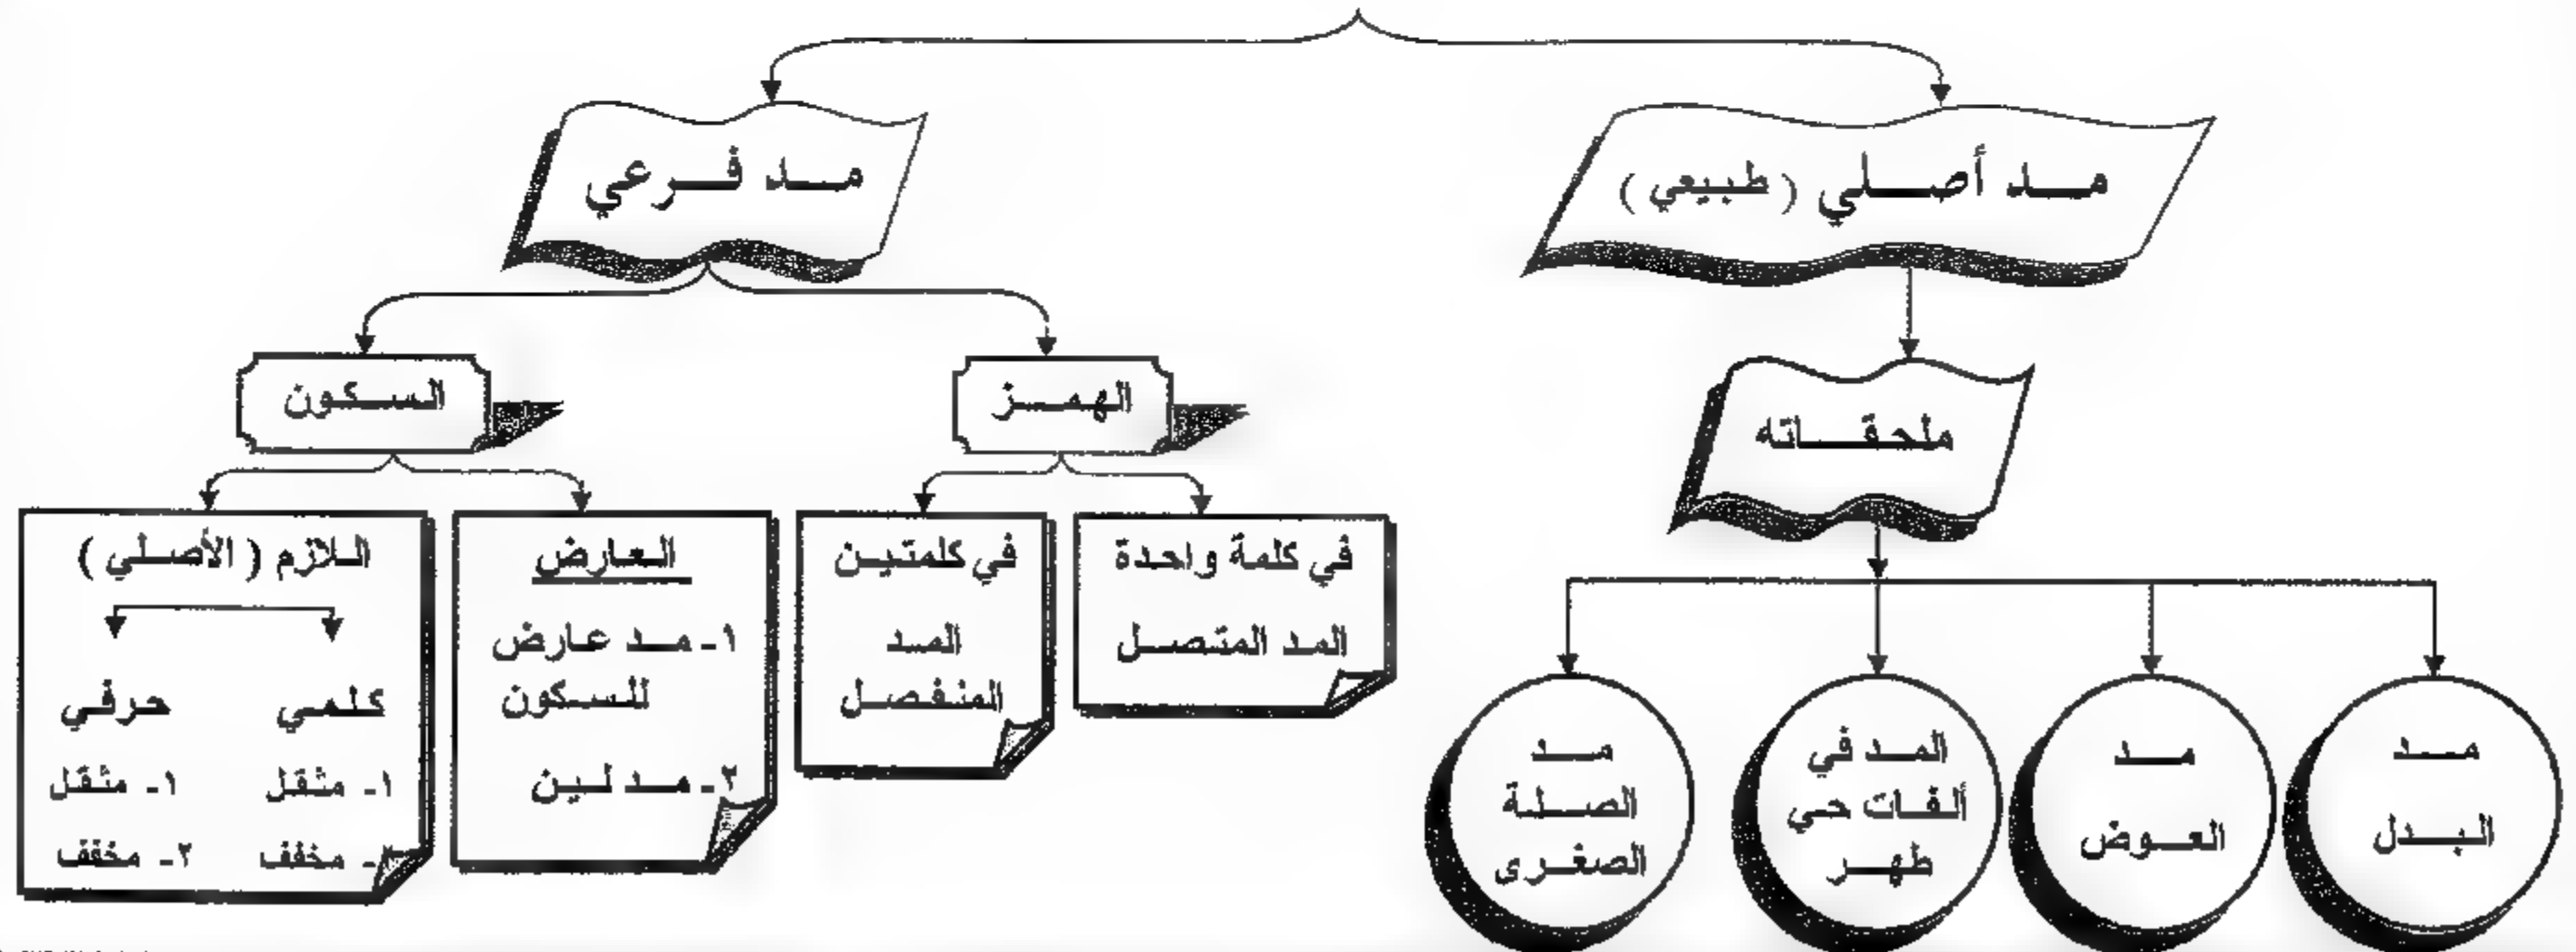 مد أصلي ( طبيعي )
مد فرعي
ملحقاته
الهمز
السكون
مد
البدل
مد
العوض
المد في
ألفات حي
طهر
مد
الصلة
الصغرى
في كلمة واحدة
المد المتصل
في كلمتين
المد
المنفصل
العارض
١- مد عارض
للسكون
٢- مد لين
اللازم ( الأصلي )
كلمي
١- مثقل
٢- مخفف
حرفي
١- مثقل
٢- مخفف